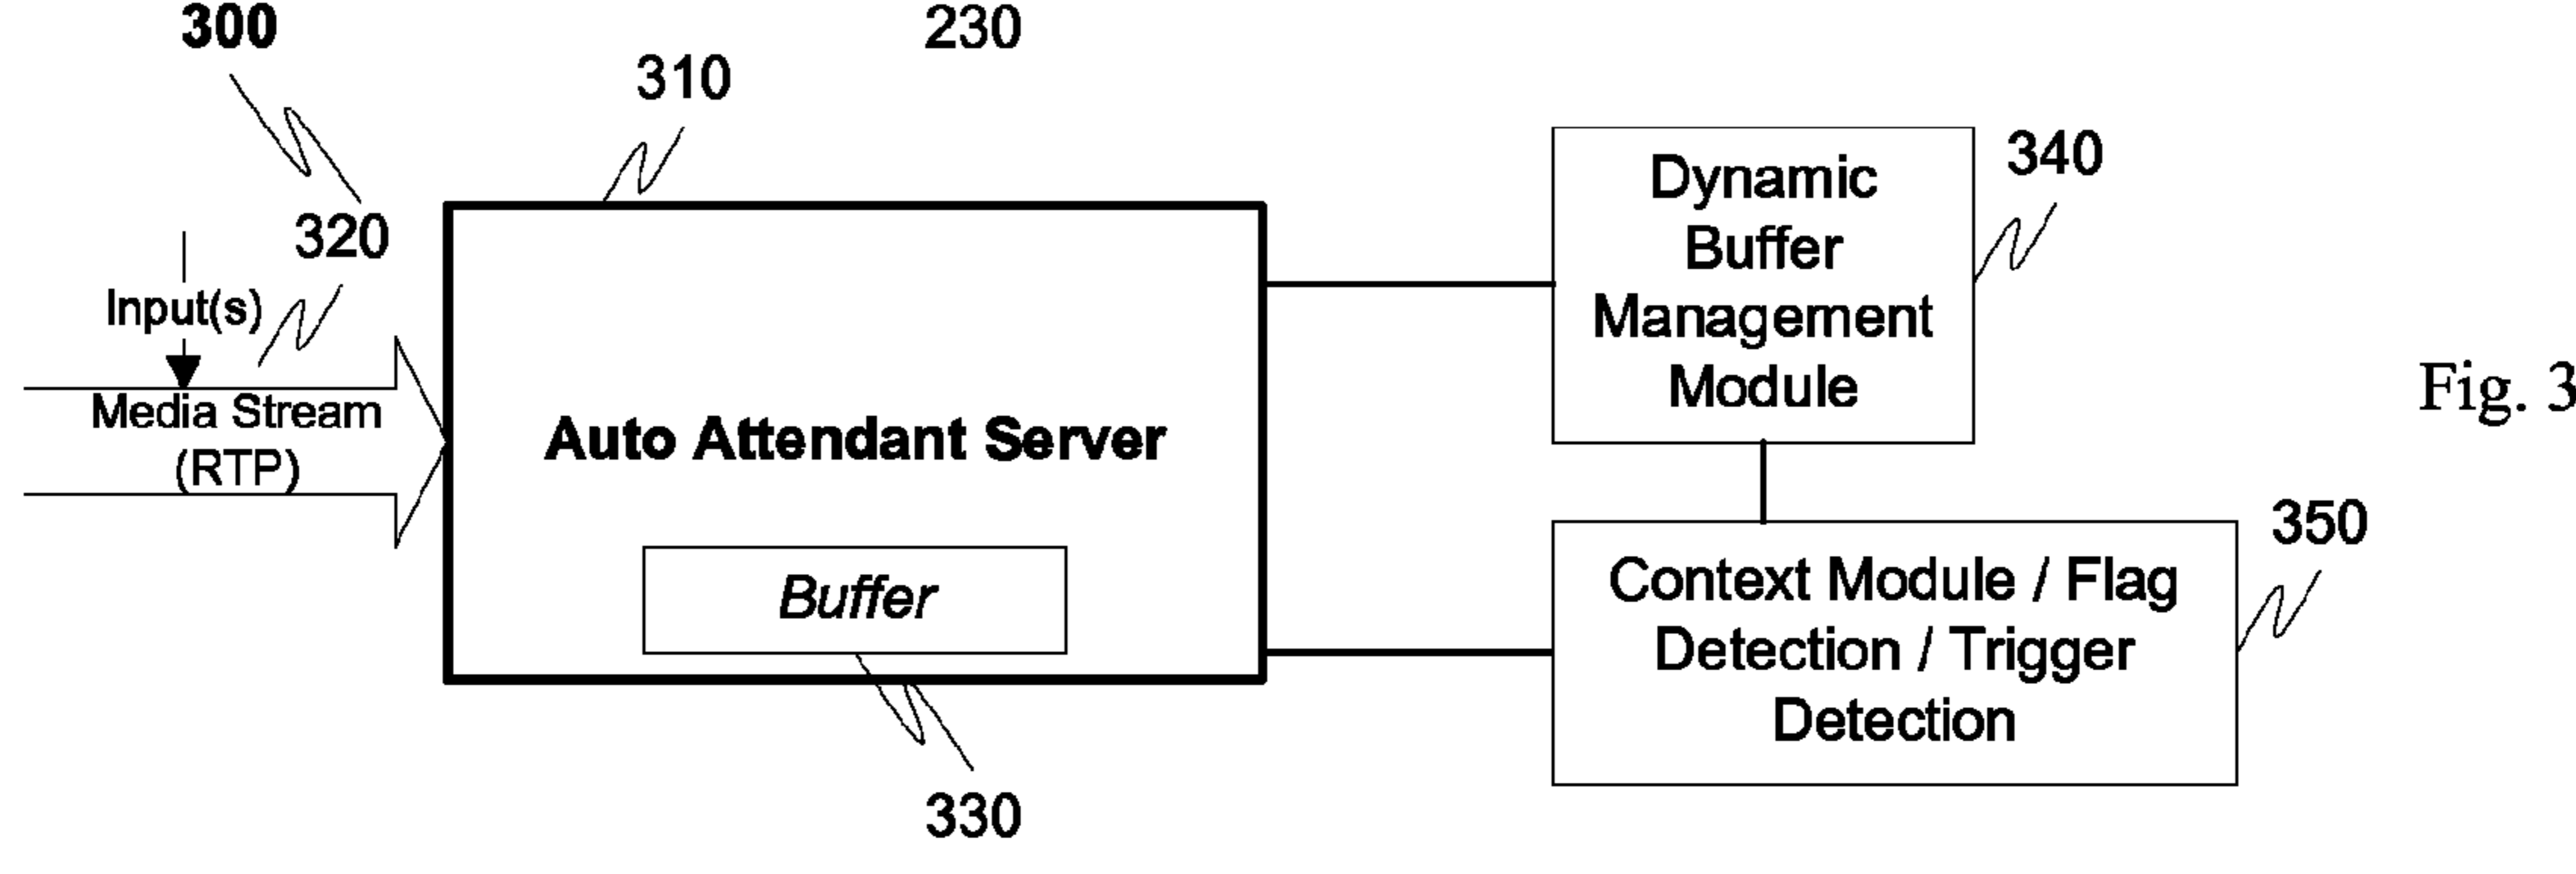 300
230
310
340
320
Input(s)
Media Stream
(RTP)
Auto Attendant Server
Buffer
330
Dynamic
Buffer
Management
Module
350
Context Module / Flag
Detection / Trigger
Detection
Fig. 3